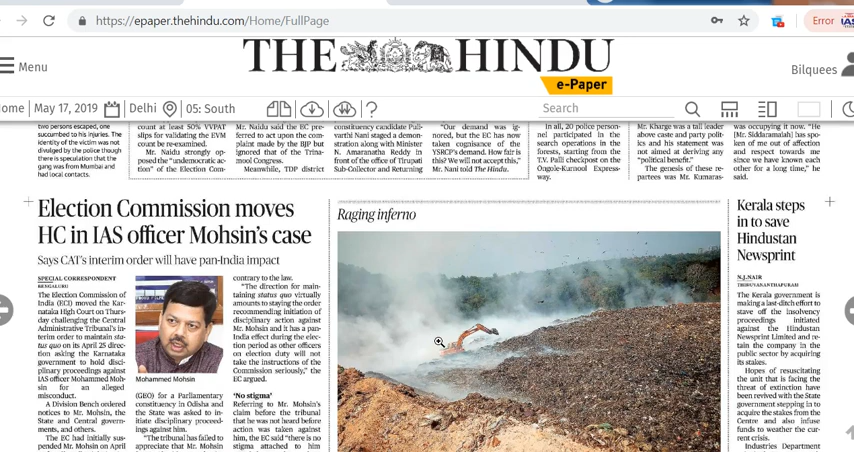 https://epaper.thehindu.com/Home/FullPage
Error
IAS
THE HINDU
e-Paper
Menu
Bilquees
ome
May 17, 2019
Delhi
05: South
?
Search
two persons escaped, one
succumbed to his injuries. The
identity of the victim was not
divulged by the police though
there is speculation that the
gang was from Mumbai and
had local contacts.
count at least 50% VVPAT
slips for validating the EVM
count be re-examined.
Mr. Naidu strongly op-
posed the "undemocratic ac-
tion" of the Election Com-
Mr. Naidu said the EC pre-
ferred to act upon the com-
plaint made by the BJP but
ignored that of the Trina-
mool Congress.
Meanwhile, TDP district
constituency candidate Pull-
varthi Nani staged a demon-
stration along with Minister
N. Amaranatha Reddy in
front of the office of Tirupati
Sub-Collector and Returning
"Our demand was ig-
nored, but the EC has now
taken cognisance of the
YSRCP's demand. How fair is
this? We will not accept this,"
Mr. Nani told The Hindu.
In all, 20 police person-
nel participated in the
search operations in the
forests, starting from the
T.V. Palli checkpost on the
Ongole-Kurnool Express-
way.
Mr. Kharge was a tall leader
above caste and party polit-
ics and his statement was
not aimed at deriving any
"political benefit."
The genesis of these re-
partees was Mr. Kumaras-
was occupying it now. "He
[Mr. Siddaramaiah] has spo-
ken of me out of affection
and respect towards me
since we have known each
other for a long time," he
said.
Election Commission moves
HC in IAS officer Mohsin's case
Says CAT's interim order will have pan-India impact
SPECIAL CORRESPONDENT
BENGALURU
The Election Commission of
India (ECI) moved the Kar-
nataka High Court on Thurs-
day challenging the Central
Administrative Tribunal's in-
terim order to maintain sta-
tus quo on its April 25 direc-
tion asking the Karnataka
government to hold disci-
plinary proceedings against
IAS officer Mohammed Moh-
sin for an alleged
misconduct.
A Division Bench ordered
notices to Mr. Mohsin, the
State and Central govern-
ments, and others.
The EC had initially sus-
pended Mr. Mohsin on April
Mohammed Mohsin
(GEO) for a Parliamentary
constituency in Odisha and
the State was asked to in-
itiate disciplinary proceed-
ings against him.
"The tribunal has failed to
appreciate that Mr. Mohsin
contrary to the law.
"The direction for main-
taining status quo virtually
amounts to staying the order
recommending initiation of
disciplinary action against
Mr. Mohsin and it has a pan-
India effect during the elec-
tion period as other officers
on election duty will not
take the instructions of the
Commission seriously," the
EC argued.
'No stigma'
Referring to Mr. Mohsin's
claim before the tribunal
that he was not heard before
action was taken against
him, the EC said "there is no
stigma attached to him
Raging inferno
Kerala steps
in to save
Hindustan
Newsprint
N.J. NAIR
THIRUVANANTHAPURAM
The Kerala government is
making a last-ditch effort to
stave off the insolvency
proceedings initiated
against the Hindustan
Newsprint Limited and re-
tain the company in the
public sector by acquiring
its stakes.
Hopes of resuscitating
the unit that is facing the
threat of extinction have
been revived with the State
government stepping in to
acquire the stakes from the
Centre and also infuse
funds to weather the cur-
rent crisis.
Industries Department